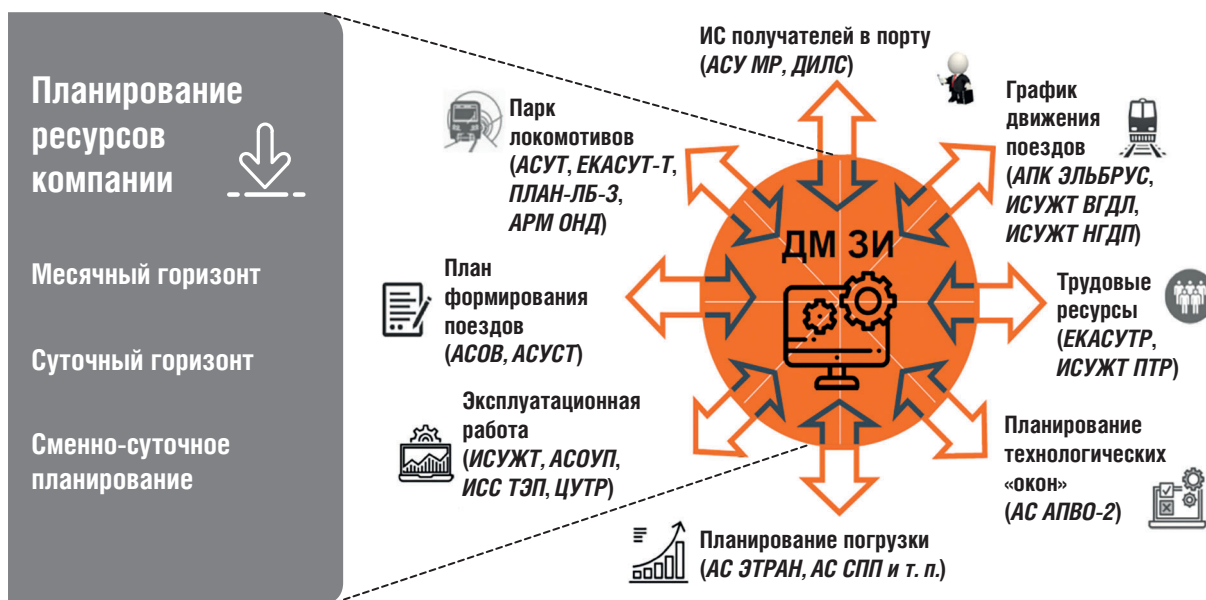 Планирование
ресурсов
компании
Месячный горизонт
Суточный горизонт
Сменно-суточное
планирование
ИС получателей в порту
(АСУ МР, ДИЛС)
Парк
локомотивов
(АСУТ, ЕКАСУТ-Т,
ПЛАН-ЛБ-3,
АРМ ОНД)
График
движения
поездов
(АПК ЭЛЬБРУС,
ИСУЖТ ВГДЛ,
ИСУЖТ НГДП)
ДМ ЗИ
План
формирования
поездов
(АСОВ, АСУСТ)
Трудовые
ресурсы
(ЕКАСУТР,
ИСУЖТ ПТР)
Эксплуатационная
работа
(ИСУЖТ, АСОУП,
ИСС ТЭП, ЦУТР)
Планирование
технологических
«окон»
(АС АПВО-2)
Планирование погрузки
(АС ЭТРАН, АС СПП и т. п.)